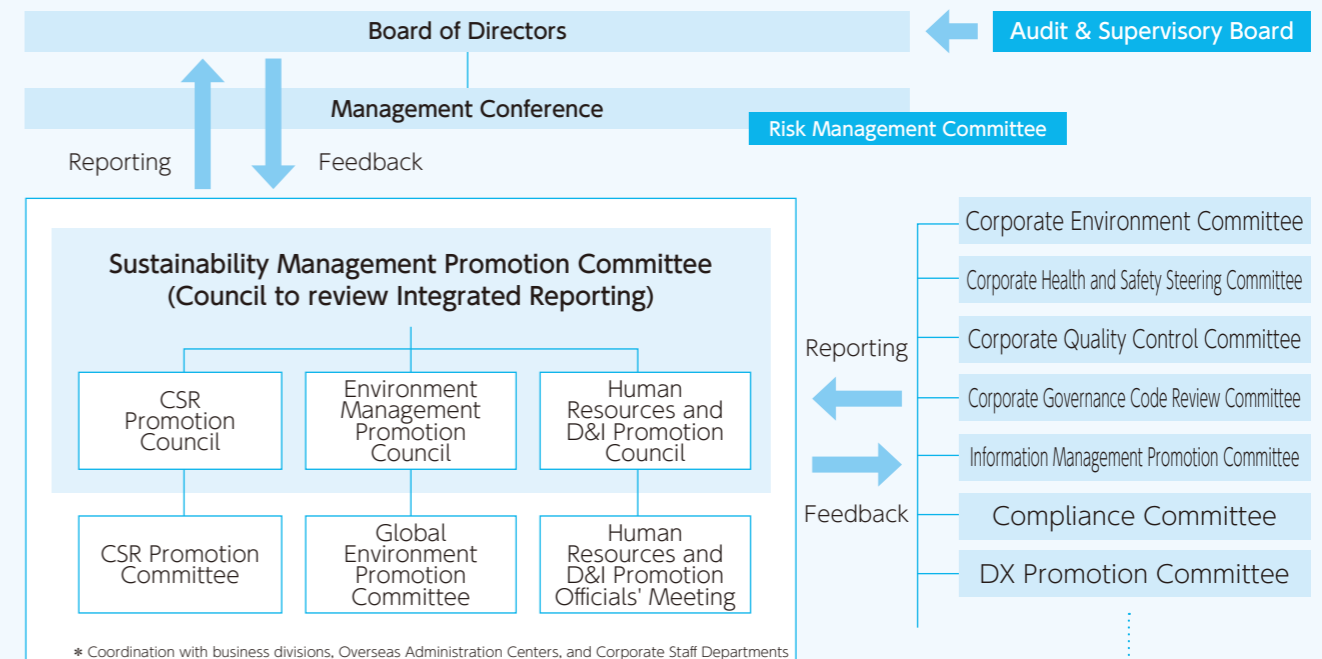 Board of Directors
Audit & Supervisory Board
Management Conference
Risk Management Committee
Reporting
Feedback
Sustainability Management Promotion Committee
(Council to review Integrated Reporting)
CSR
Promotion
Council
Environment
Management
Promotion
Council
Human
Resources and
D&I Promotion
Council
CSR Promotion
Committee
Global
Environment
Promotion
Committee
Human
Resources and
D&I Promotion
Officials' Meeting
* Coordination with business divisions, Overseas Administration Centers, and Corporate Staff Departments
Reporting
Feedback
Corporate Environment Committee
Corporate Health and Safety Steering Committee
Corporate Quality Control Committee
Corporate Governance Code Review Committee
Information Management Promotion Committee
Compliance Committee
DX Promotion Committee